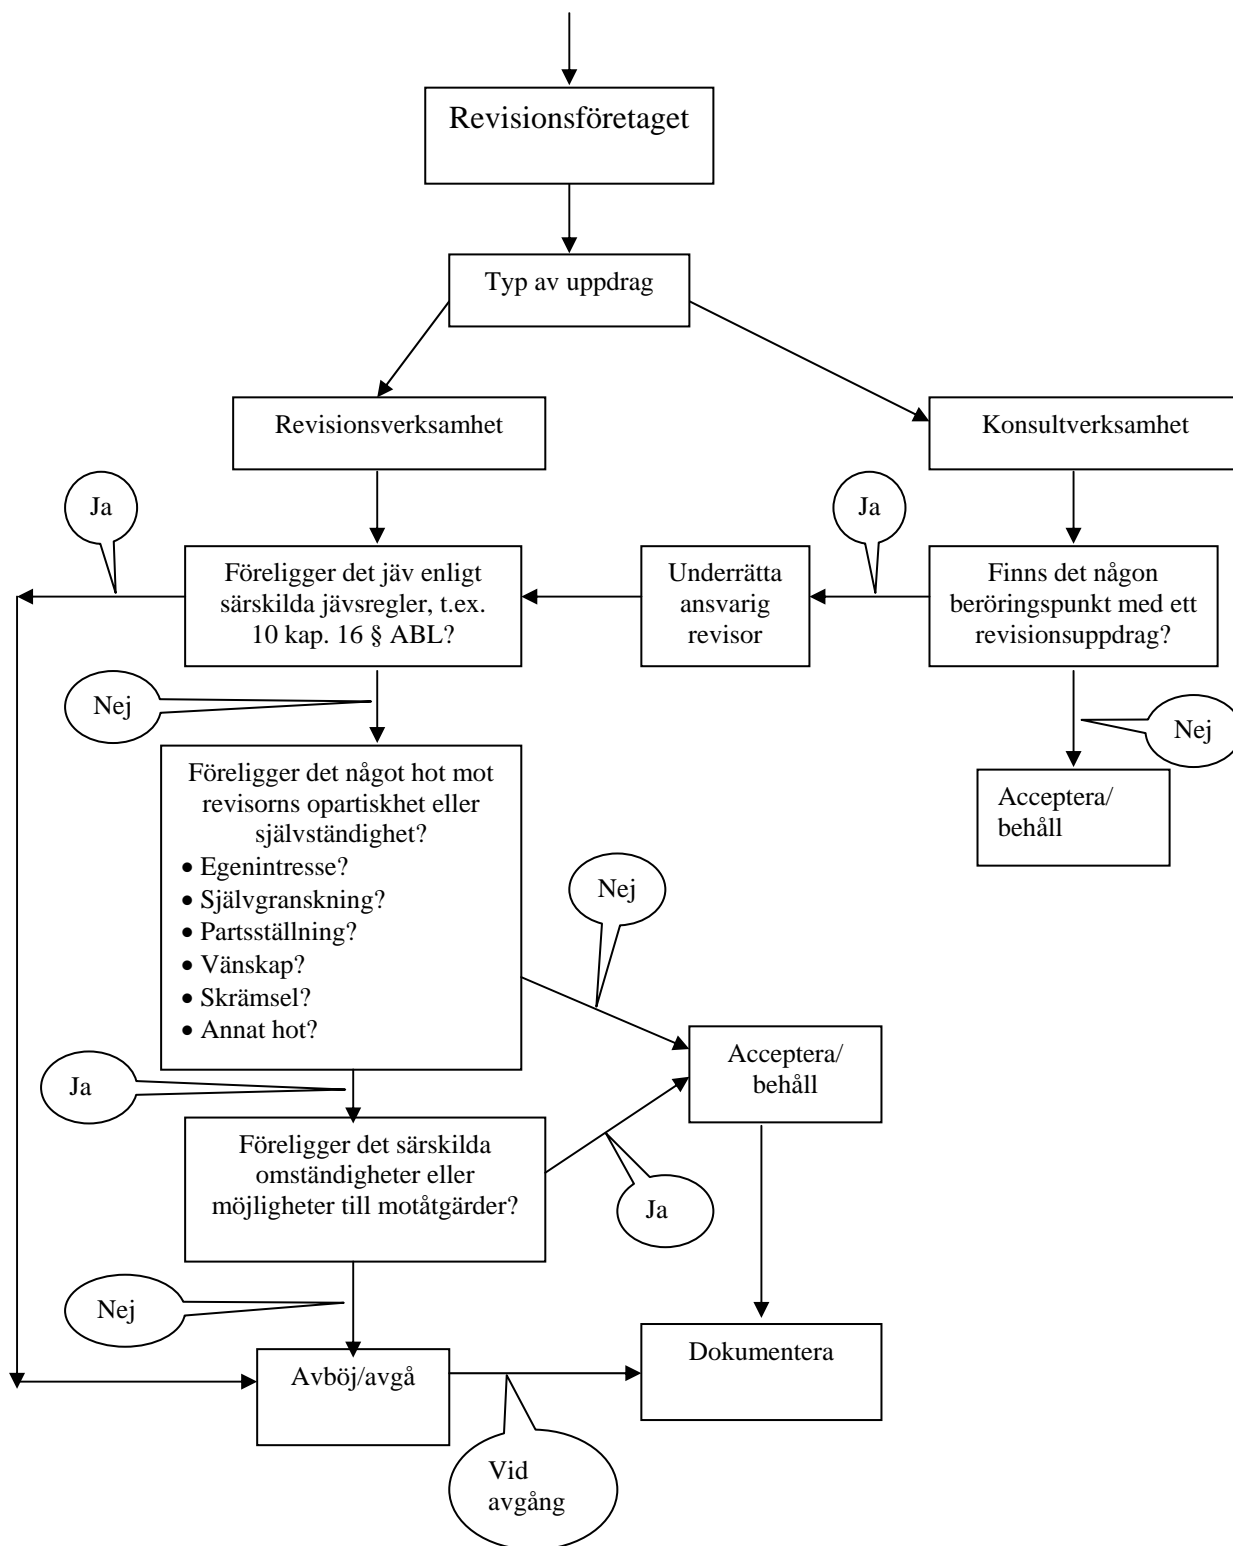 Revisionsföretaget
Typ av uppdrag
Revisionsverksamhet
Konsultverksamhet
Ja
Ja
Föreligger det jäv enligt
särskilda jävsregler, t.ex.
10 kap. 16 § ABL?
Underrätta
ansvarig
revisor
Finns det någon
beröringspunkt med ett
revisionsuppdrag?
Nej
Nej
Föreligger det något hot mot
revisorns opartiskhet eller
självständighet?
• Egenintresse?
• Självgranskning?
• Partsställning?
• Vänskap?
• Skrämsel?
• Annat hot?
Acceptera/
behåll
Nej
Acceptera/
behåll
Ja
Föreligger det särskilda
omständigheter eller
möjligheter till motåtgärder?
Ja
Nej
Avböj/avgå
Dokumentera
Vid
avgång